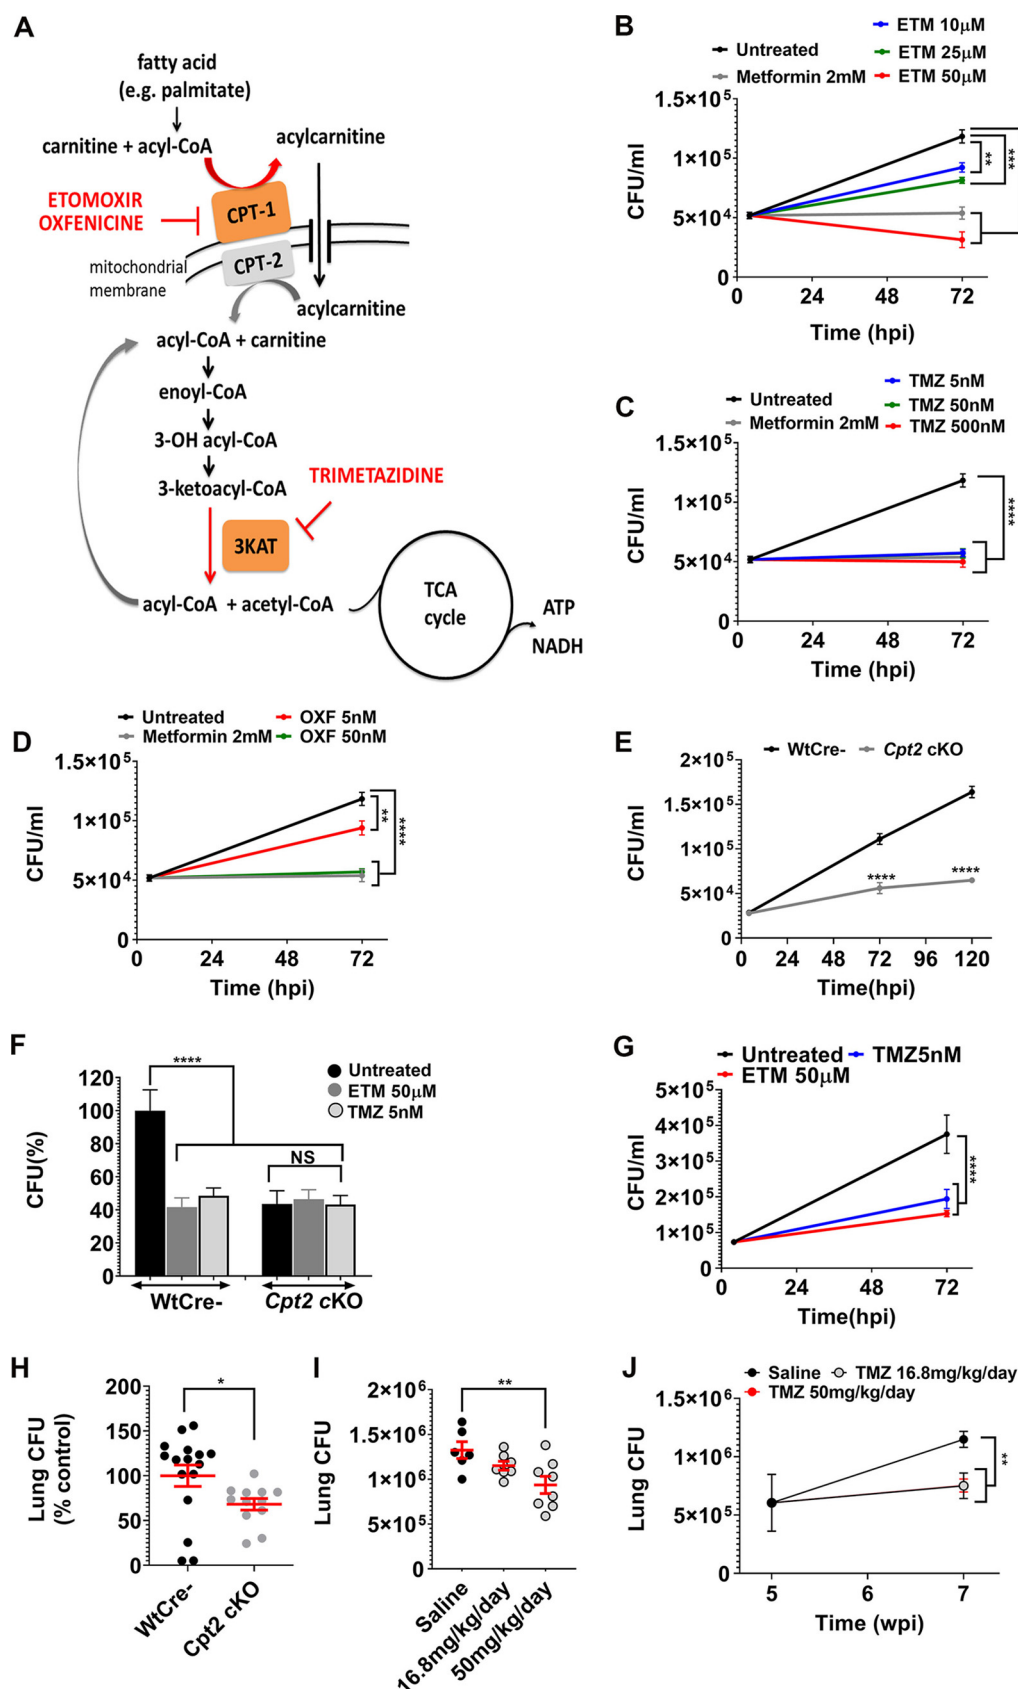 A
fatty acid
(e.g. palmitate)
carnitine + acyl-CoA
acylcarnitine
ETOMOXIR
OXFENICINE
CPT-1
CPT-2
mitochondrial
membrane
acylcarnitine
acyl-CoA + carnitine
enoyl-CoA
3-OH acyl-CoA
3-ketoacyl-CoA
TRIMETAZIDINE
3KAT
acyl-CoA + acetyl-CoA
TCA
cycle
ATP
NADH
B
ETM 10µM
Untreated
ETM 25µM
Metformin 2mM
ETM 50µM
CFU/ml
1.5×10⁵
1×10⁵
5×10⁴
0
**
***
0 24 48 72
Time (hpi)
C
TMZ 5nM
Untreated
TMZ 50nM
Metformin 2mM
TMZ 500nM
CFU/ml
1.5×10⁵
1×10⁵
5×10⁴
0
****
0 24 48 72
Time (hpi)
D
Untreated
OXF 5nM
Metformin 2mM
OXF 50nM
CFU/ml
1.5×10⁵
1×10⁵
5×10⁴
0
**
****
0 24 48 72
Time (hpi)
E
WtCre-
Cpt2 cKO
CFU/ml
2×10⁵
1.5×10⁵
1×10⁵
5×10⁴
0
****
****
0 24 48 72 96 120
Time(hpi)
F
****
Untreated
ETM 50µM
TMZ 5nM
CFU(%)
120
100
80
60
40
20
0
NS
WtCre-
Cpt2 cKO
G
Untreated
TMZ5nM
ETM 50µM
CFU/ml
5×10⁵
4×10⁵
3×10⁵
2×10⁵
1×10⁵
0
****
0 24 48 72
Time(hpi)
H
Lung CFU
(% control)
200
150
100
50
0
*
WtCre-
Cpt2 cKO
I
Lung CFU
2×10⁶
1.5×10⁶
1×10⁶
5×10⁵
0
**
Saline
16.8mg/kg/day
50mg/kg/day
J
Saline
TMZ 16.8mg/kg/day
TMZ 50mg/kg/day
Lung CFU
1.5×10⁶
1×10⁶
5×10⁵
0
**
5 6 7
Time (wpi)